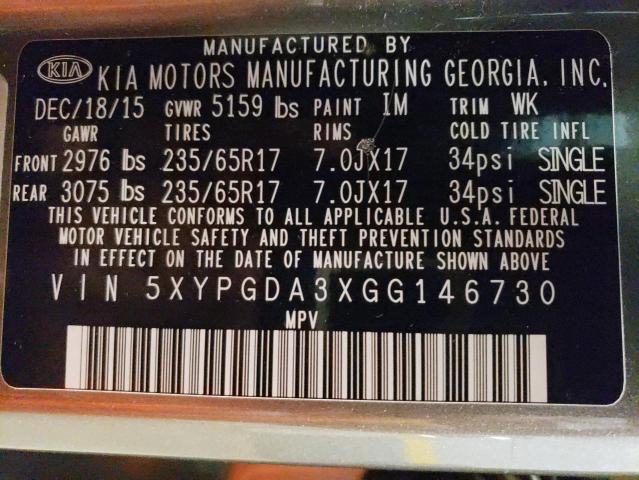 MANUFACTURED BY
KIA KIA MOTORS MANUFACTURING GEORGIA, INC.
DEC/18/15 GVWR 5159 lbs PAINT IM TRIM WK
GAWR TIRES RIMS COLD TIRE INFL
FRONT 2976 lbs 235/65R17 7.0JX17 34psi SINGLE
REAR 3075 lbs 235/65R17 7.0JX17 34psi SINGLE
THIS VEHICLE CONFORMS TO ALL APPLICABLE U.S.A. FEDERAL
MOTOR VEHICLE SAFETY AND THEFT PREVENTION STANDARDS
IN EFFECT ON THE DATE OF MANUFACTURE SHOWN ABOVE
VIN 5XYPGDA3XGG146730
MPV